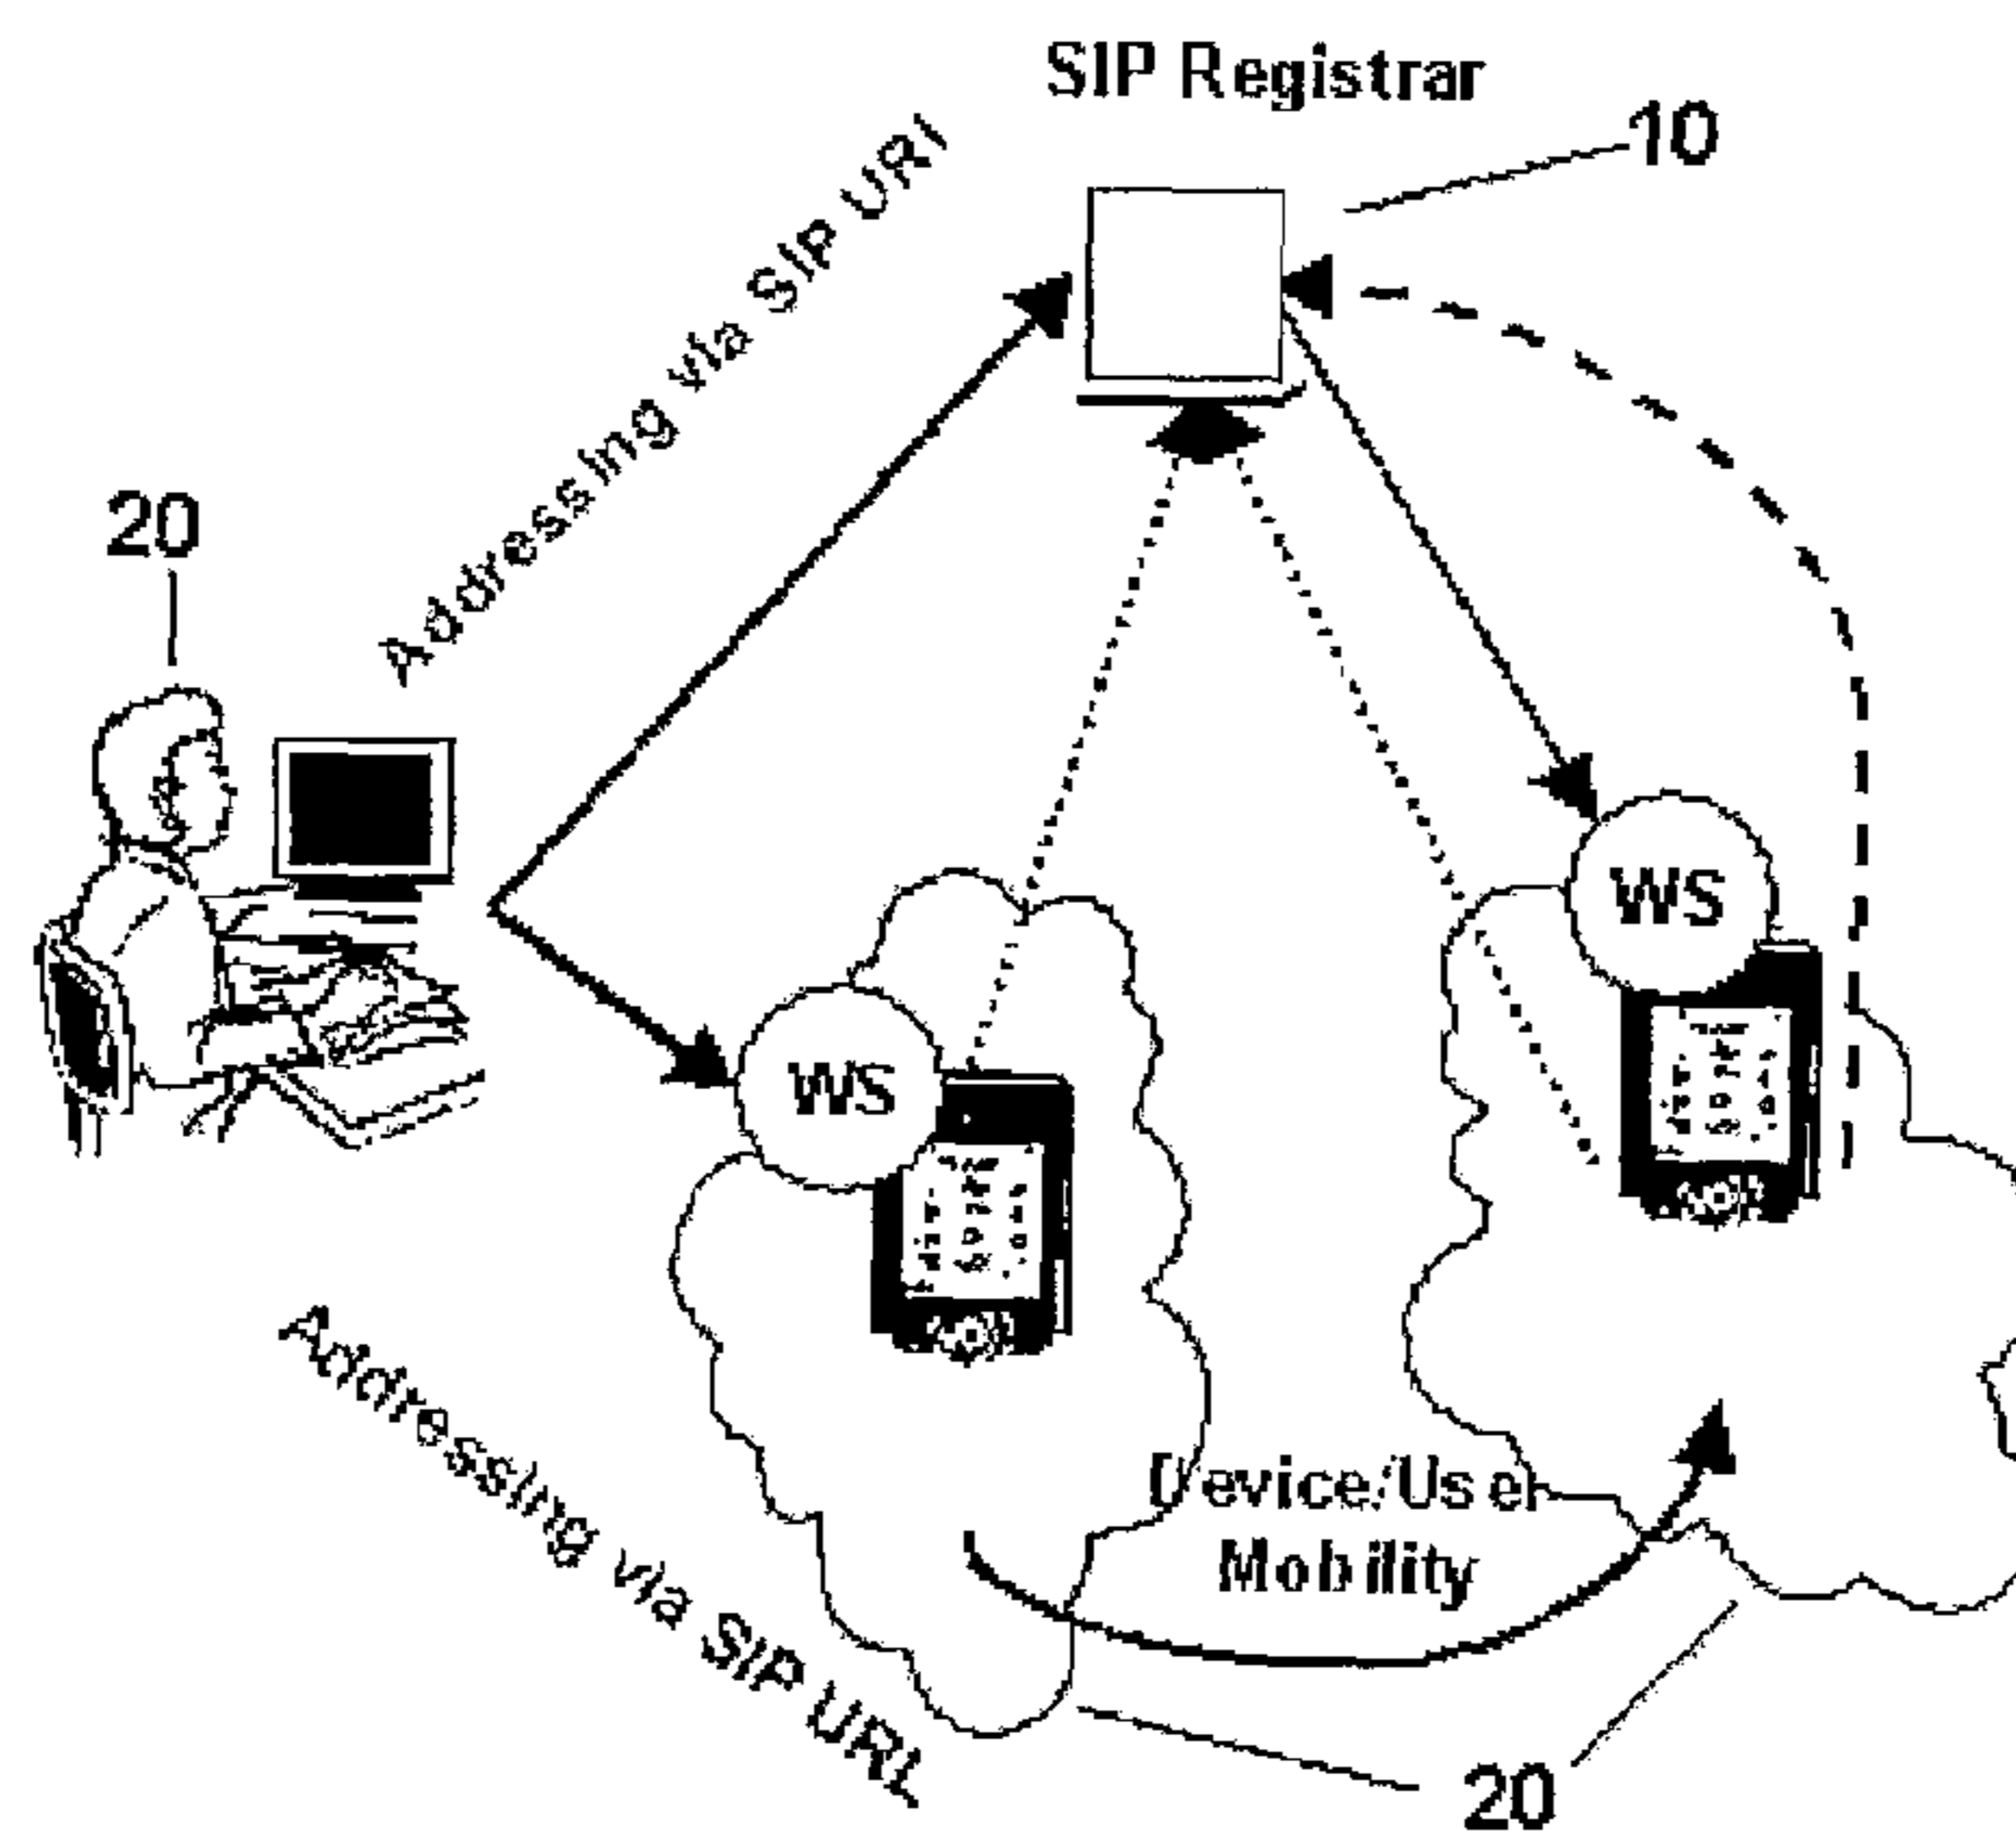 SIP Registrar
10
Addressing via SIP URI
20
WS
WS
Addressing via SIP URL
Device/User
Mobility
20